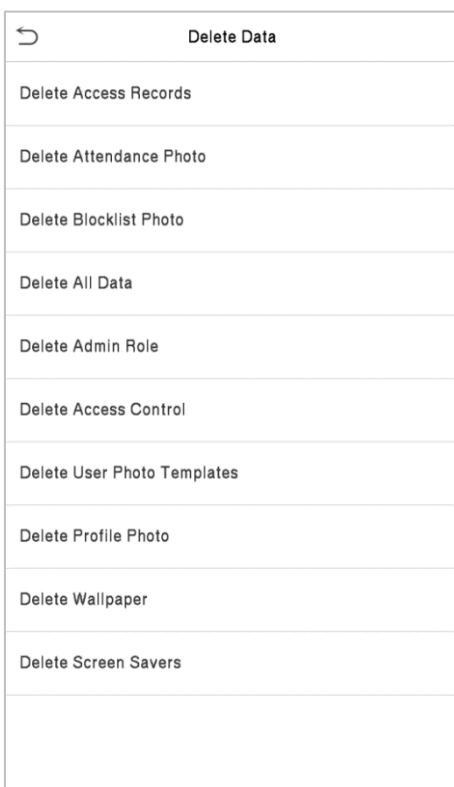 Delete Data
Delete Access Records
Delete Attendance Photo
Delete Blocklist Photo
Delete All Data
Delete Admin Role
Delete Access Control
Delete User Photo Templates
Delete Profile Photo
Delete Wallpaper
Delete Screen Savers